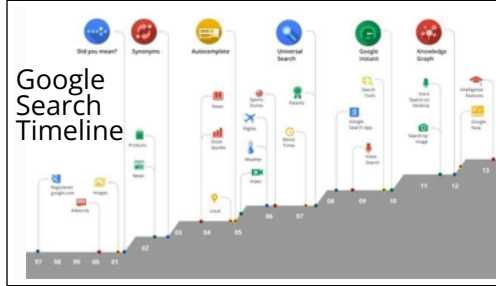 Did you mean?
Synonyms
Autocomplete
Universal
Search
Google
Instant
Knowledge
Graph
Google
Search
Timeline
News
Sports
Scores
Patents
Search
Tools
Voice
Search on
Desktop
Intelligence
Features
Products
Stock
Quotes
Flights
Movie
Times
Google
Search App
Google
Now
Search by
Image
News
Weather
Voice
Search
Registered
google.com
Images
Video
Adwords
Local
97
98
99
00
01
02
03
04
05
06
07
08
09
10
11
12
13